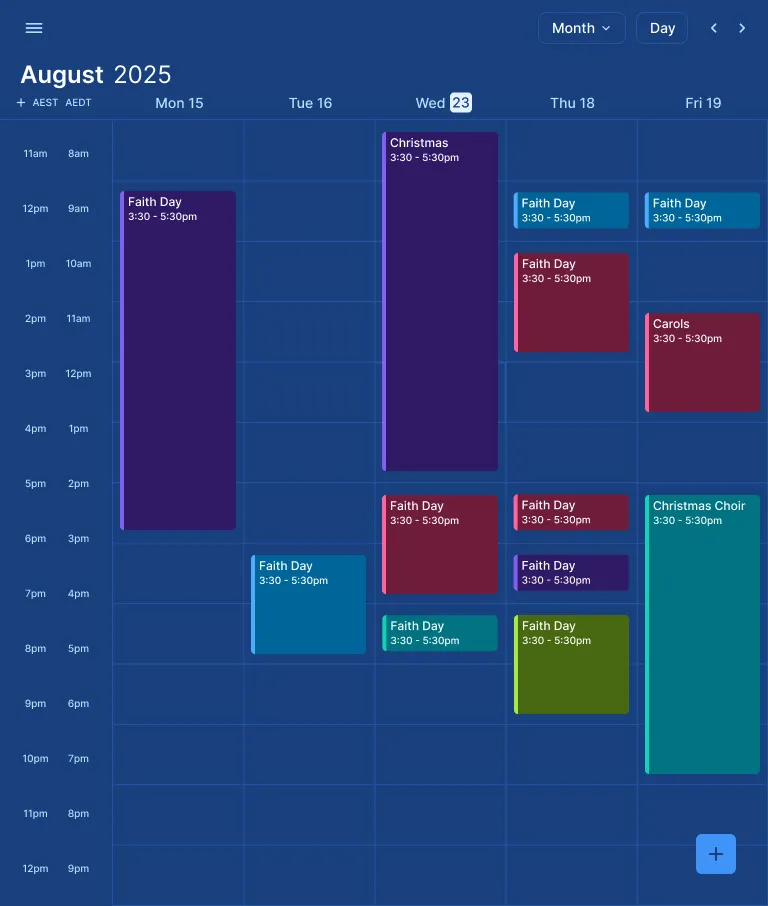 Month Day
August 2025
+ AEST AEDT Mon 15 Tue 16 Wed 23 Thu 18 Fri 19
11am 8am
Christmas
3:30 - 5:30pm
12pm 9am
Faith Day
3:30 - 5:30pm
Faith Day
3:30 - 5:30pm
Faith Day
3:30 - 5:30pm
1pm 10am
Faith Day
3:30 - 5:30pm
2pm 11am
Carols
3:30 - 5:30pm
3pm 12pm
4pm 1pm
5pm 2pm
Faith Day
3:30 - 5:30pm
Faith Day
3:30 - 5:30pm
Christmas Choir
3:30 - 5:30pm
6pm 3pm
Faith Day
3:30 - 5:30pm
Faith Day
3:30 - 5:30pm
7pm 4pm
Faith Day
3:30 - 5:30pm
Faith Day
3:30 - 5:30pm
8pm 5pm
9pm 6pm
10pm 7pm
11pm 8pm
12pm 9pm
+